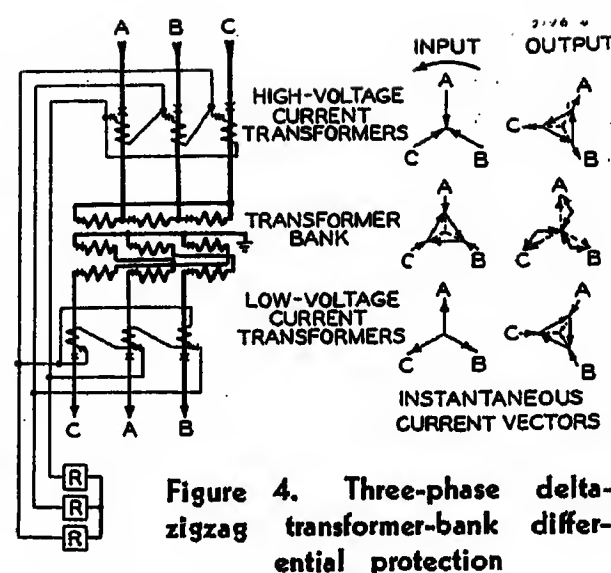 A B C
INPUT OUTPUT
HIGH-VOLTAGE
CURRENT
TRANSFORMERS
A
C B
A
C
B
TRANSFORMER
BANK
A
C B
A
C B
LOW-VOLTAGE
CURRENT
TRANSFORMERS
A
C B
A
C
B
INSTANTANEOUS
CURRENT VECTORS
C A B
R
R
R
Figure 4. Three-phase delta-
zigzag transformer-bank differ-
ential protection